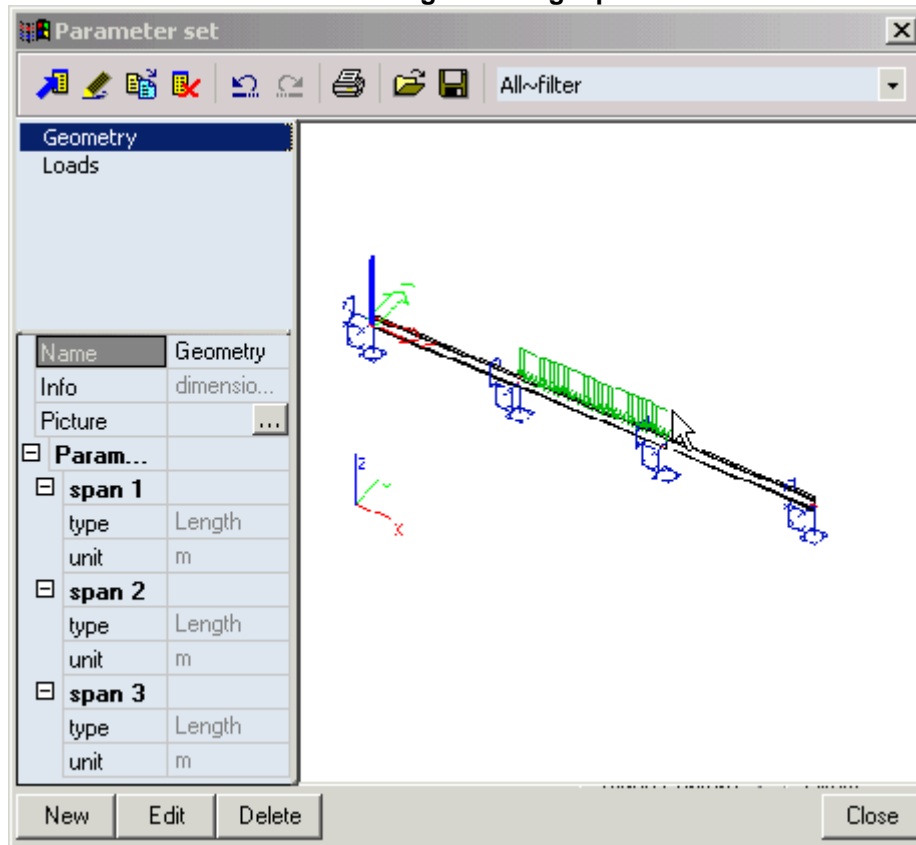 Parameter set
All~filter
Geometry
Loads
Name Geometry
Info dimensio...
Picture ...
Param...
span 1
type Length
unit m
span 2
type Length
unit m
span 3
type Length
unit m
z
x
New Edit Delete Close